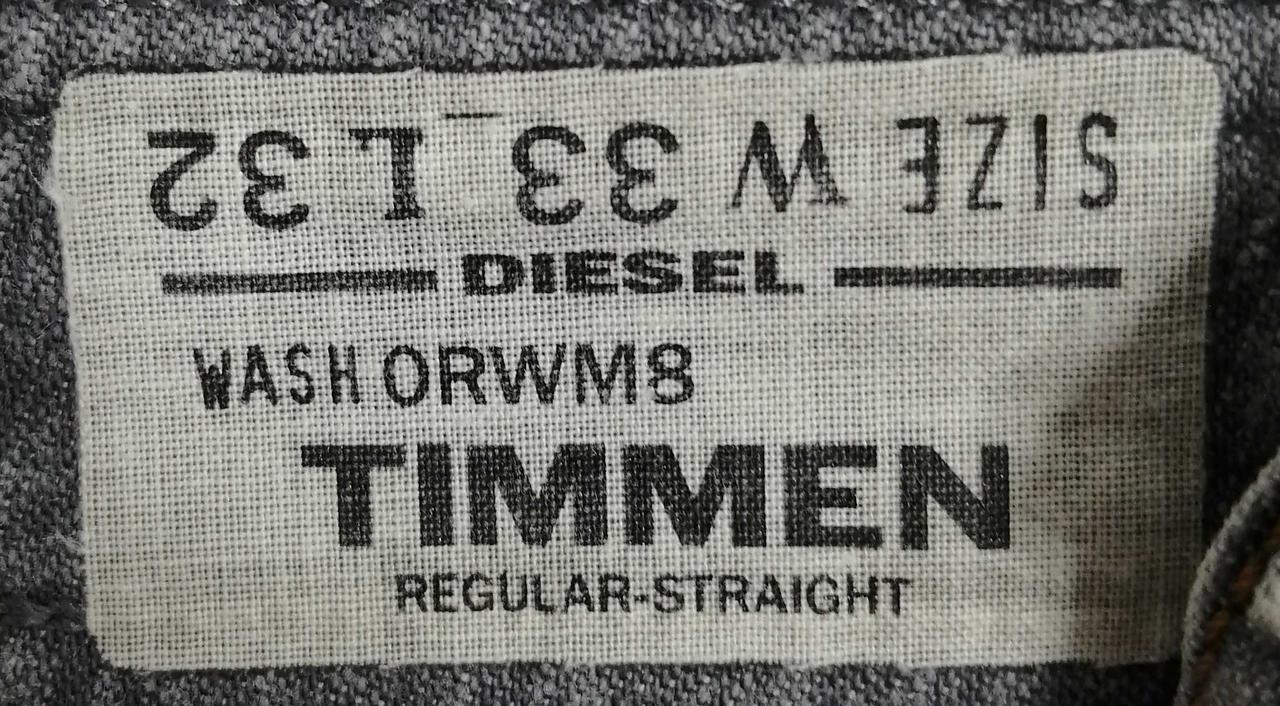 SIZE W 33 L 32
DIESEL
WASH ORWM8
TIMMEN
REGULAR-STRAIGHT